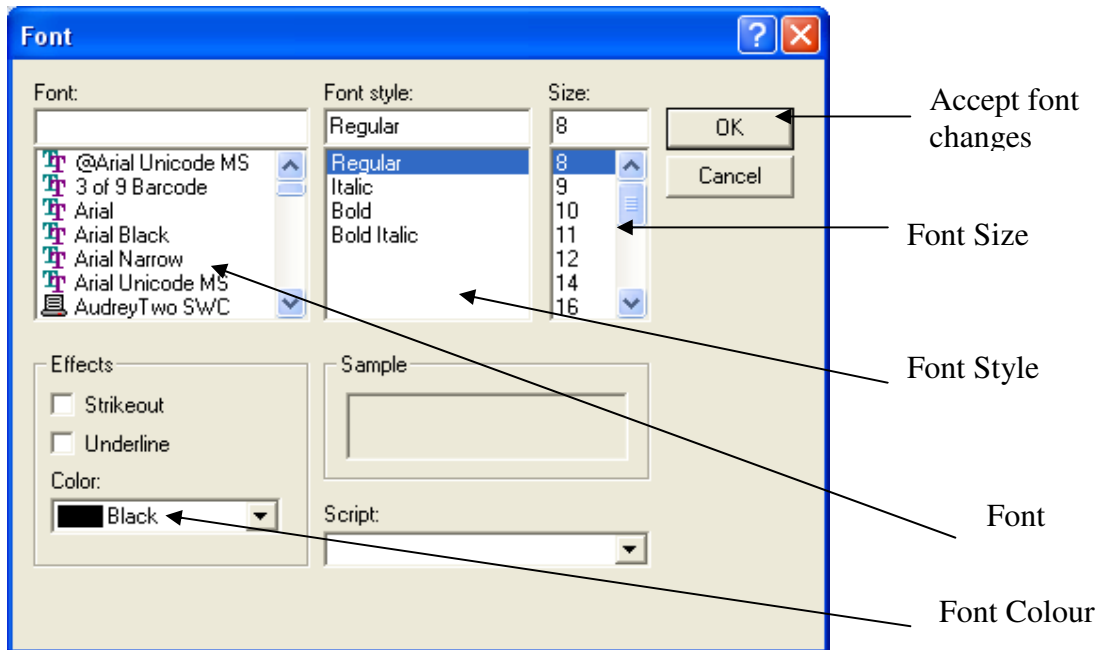 Font
Font:
Font style:
Size:
Regular
8
OK
Cancel
@Arial Unicode MS
3 of 9 Barcode
Arial
Arial Black
Arial Narrow
Arial Unicode MS
AudreyTwo SWC
Regular
Italic
Bold
Bold Italic
8
9
10
11
12
14
16
Effects
Strikeout
Underline
Color:
Black
Sample
Script:
Accept font
changes
Font Size
Font Style
Font
Font Colour